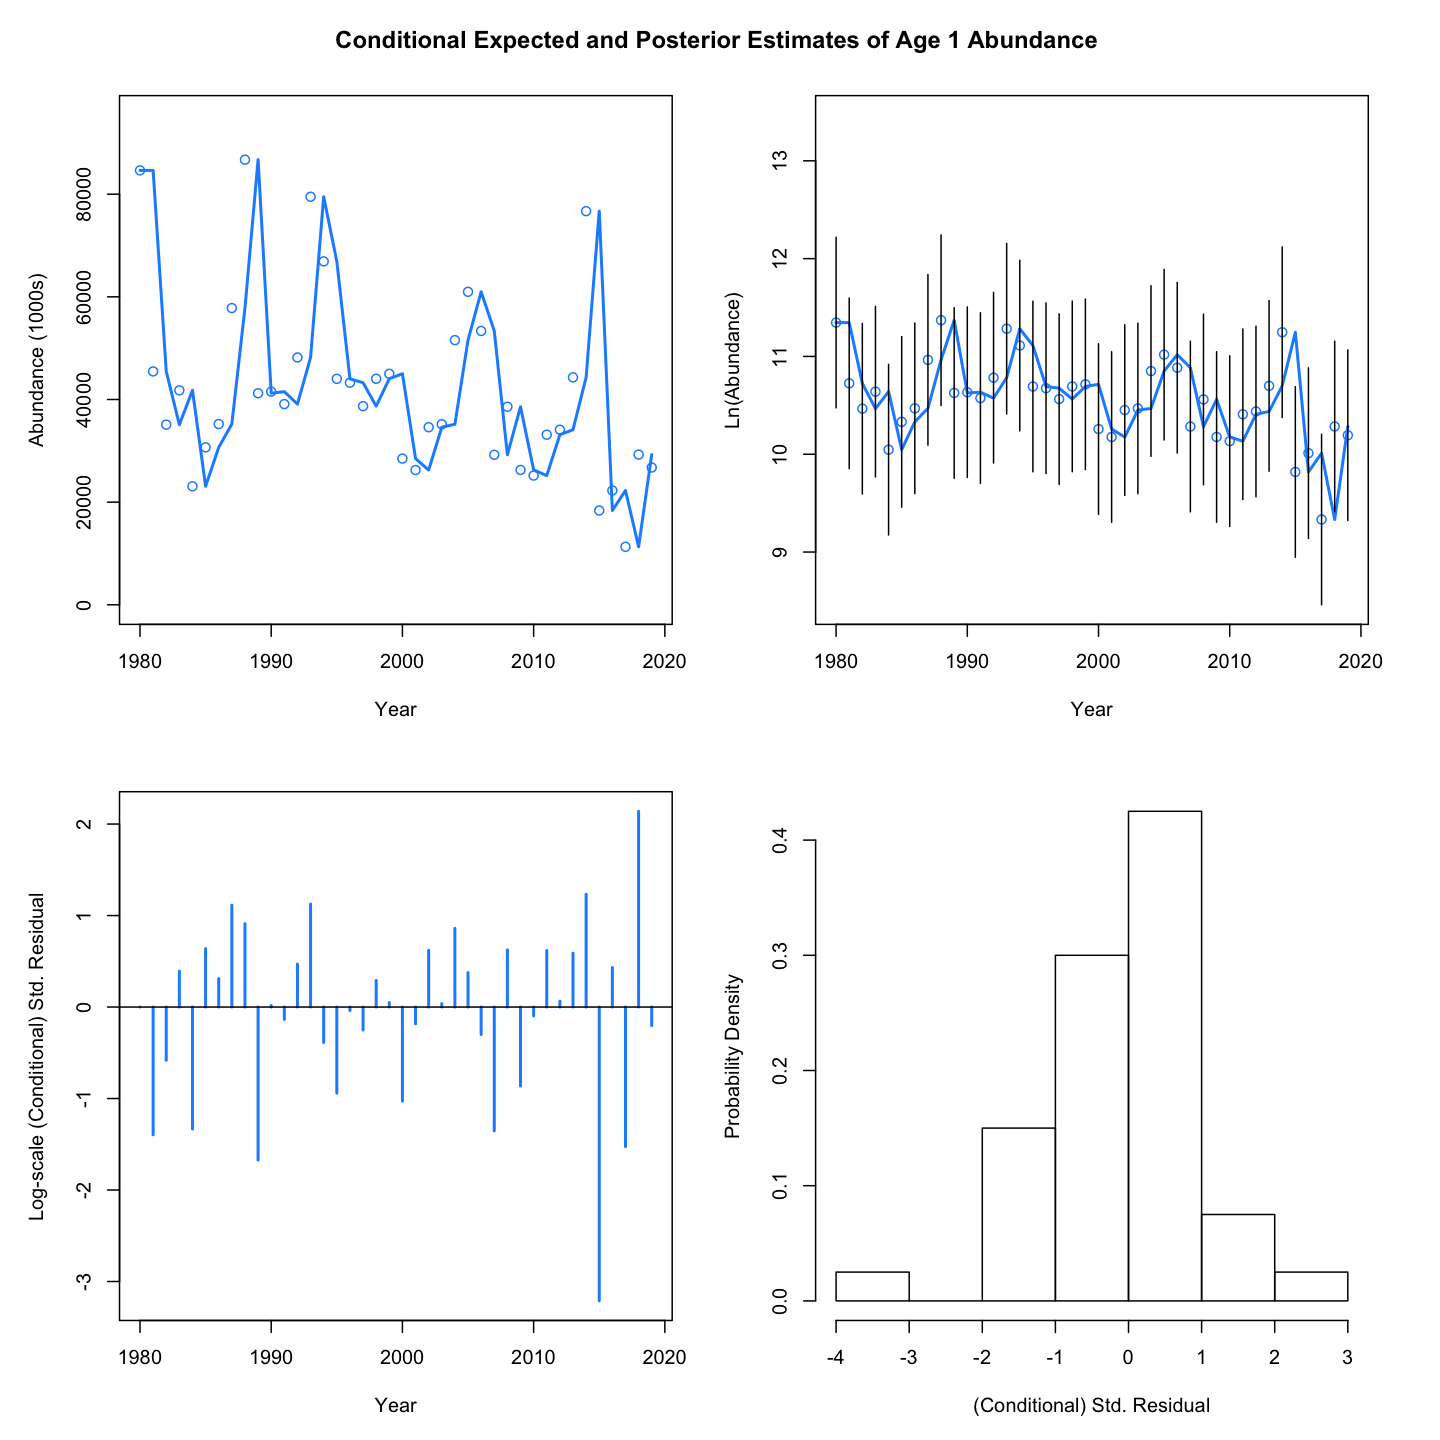 Conditional Expected and Posterior Estimates of Age 1 Abundance
Abundance (1000s)
80000
60000
40000
20000
0
1980 1990 2000 2010 2020
Year
Ln(Abundance)
13
12
11
10
9
1980 1990 2000 2010 2020
Year
Log-scale (Conditional) Std. Residual
2
1
0
-1
-2
-3
1980 1990 2000 2010 2020
Year
Probability Density
0.4
0.3
0.2
0.1
0.0
-4 -3 -2 -1 0 1 2 3
(Conditional) Std. Residual